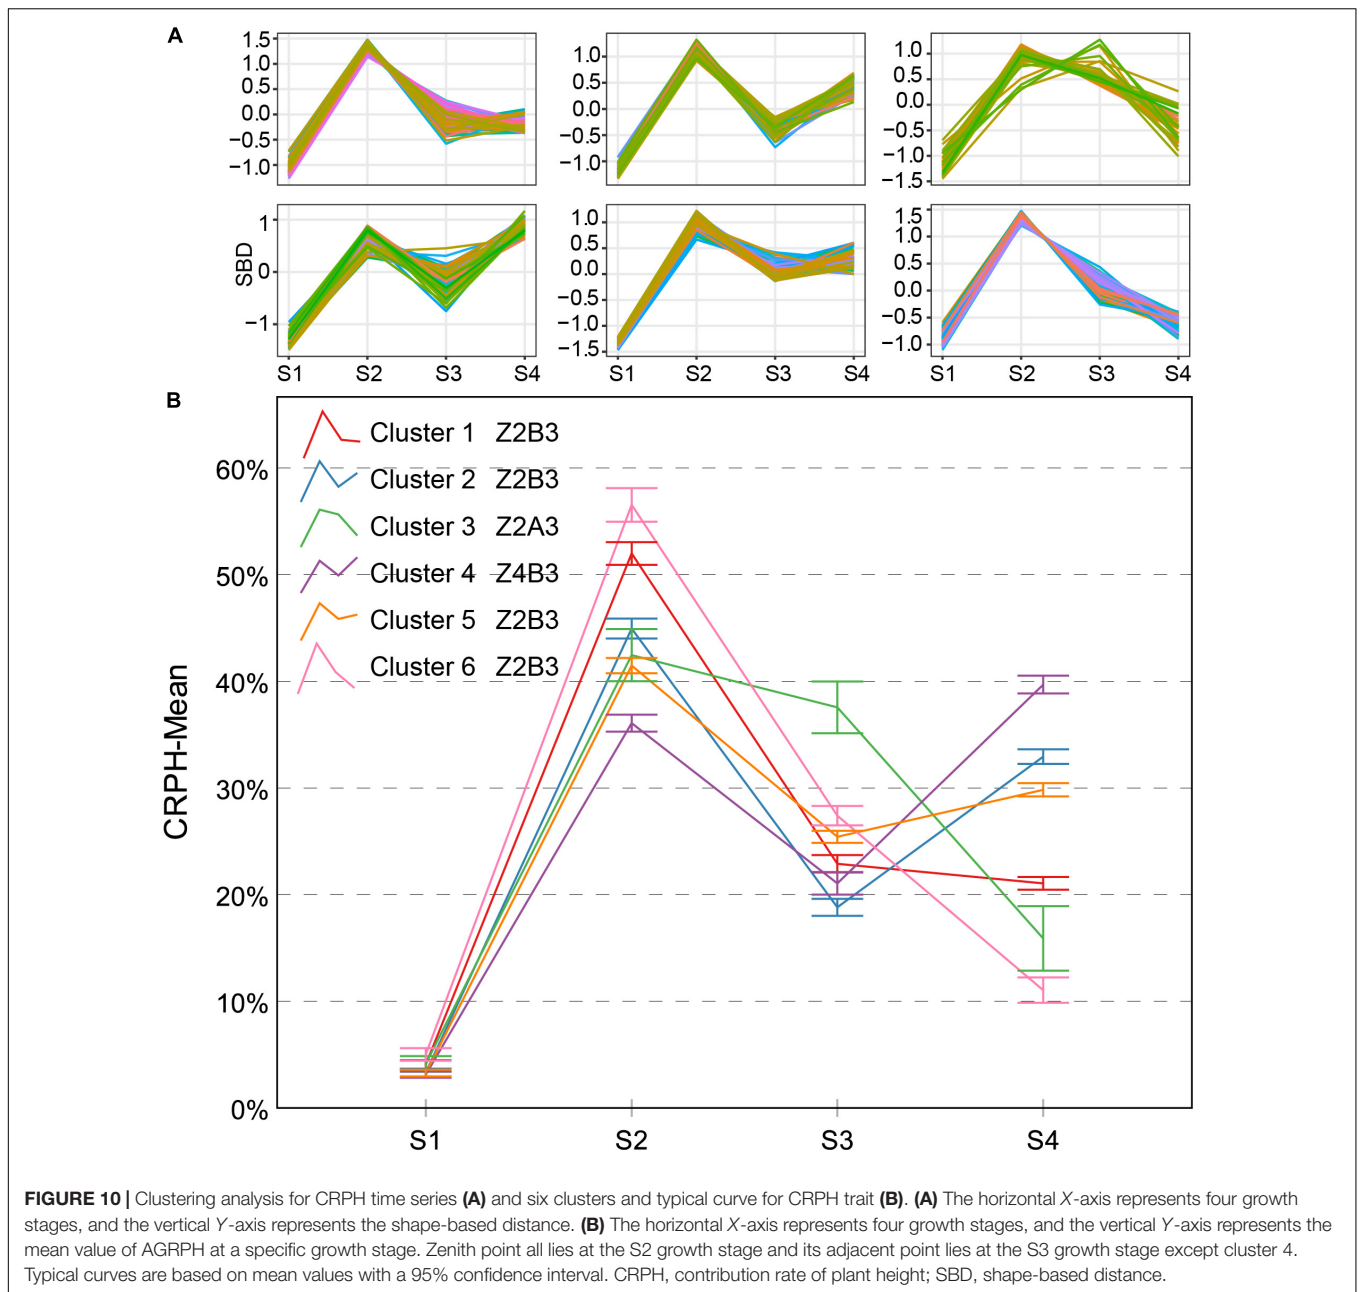 A
1.5
1.0
0.5
0.0
−0.5
−1.0
1.0
0.5
0.0
−0.5
−1.0
1.0
0.5
0.0
−0.5
−1.0
−1.5
SBD
1
0
−1
S1 S2 S3 S4
1.0
0.5
0.0
−0.5
−1.0
−1.5
S1 S2 S3 S4
1.5
1.0
0.5
0.0
−0.5
−1.0
S1 S2 S3 S4
B
Cluster 1 Z2B3
Cluster 2 Z2B3
Cluster 3 Z2A3
Cluster 4 Z4B3
Cluster 5 Z2B3
Cluster 6 Z2B3
CRPH-Mean
60%
50%
40%
30%
20%
10%
0%
S1 S2 S3 S4
FIGURE 10 | Clustering analysis for CRPH time series (A) and six clusters and typical curve for CRPH trait (B). (A) The horizontal X-axis represents four growth
stages, and the vertical Y-axis represents the shape-based distance. (B) The horizontal X-axis represents four growth stages, and the vertical Y-axis represents the
mean value of AGRPH at a specific growth stage. Zenith point all lies at the S2 growth stage and its adjacent point lies at the S3 growth stage except cluster 4.
Typical curves are based on mean values with a 95% confidence interval. CRPH, contribution rate of plant height; SBD, shape-based distance.